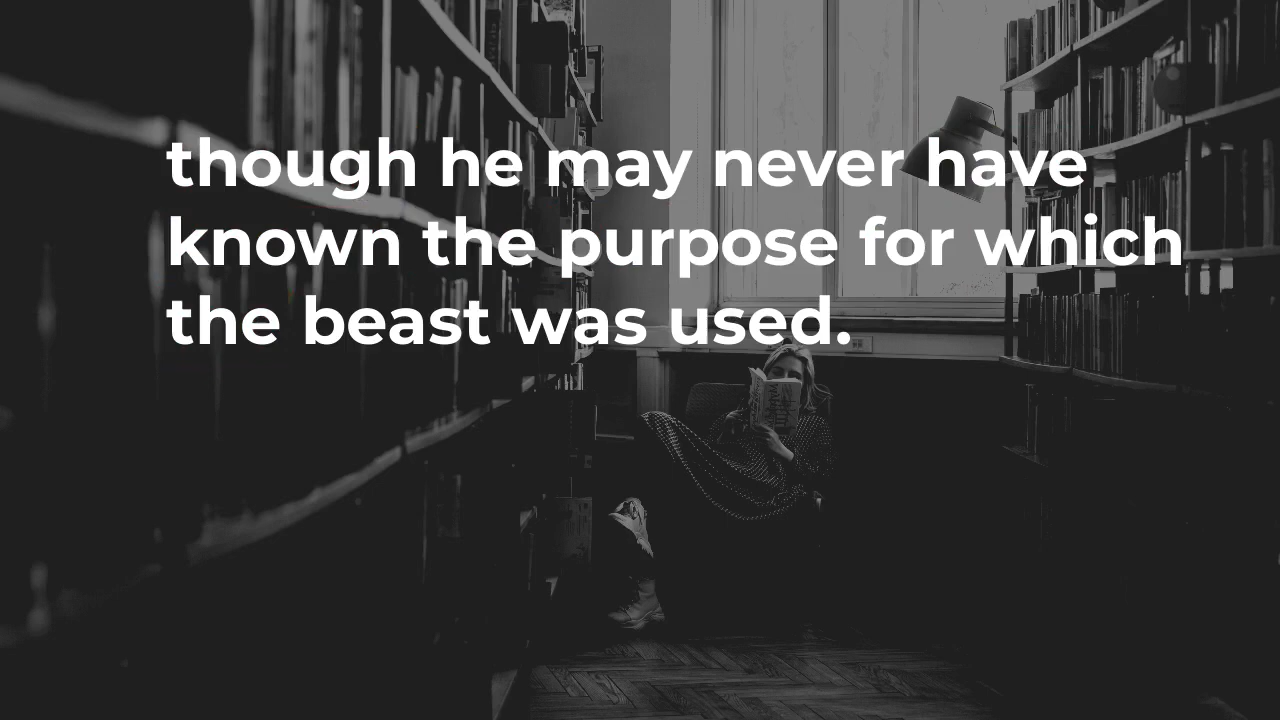 though he may never have
known the purpose for which
the beast was used.